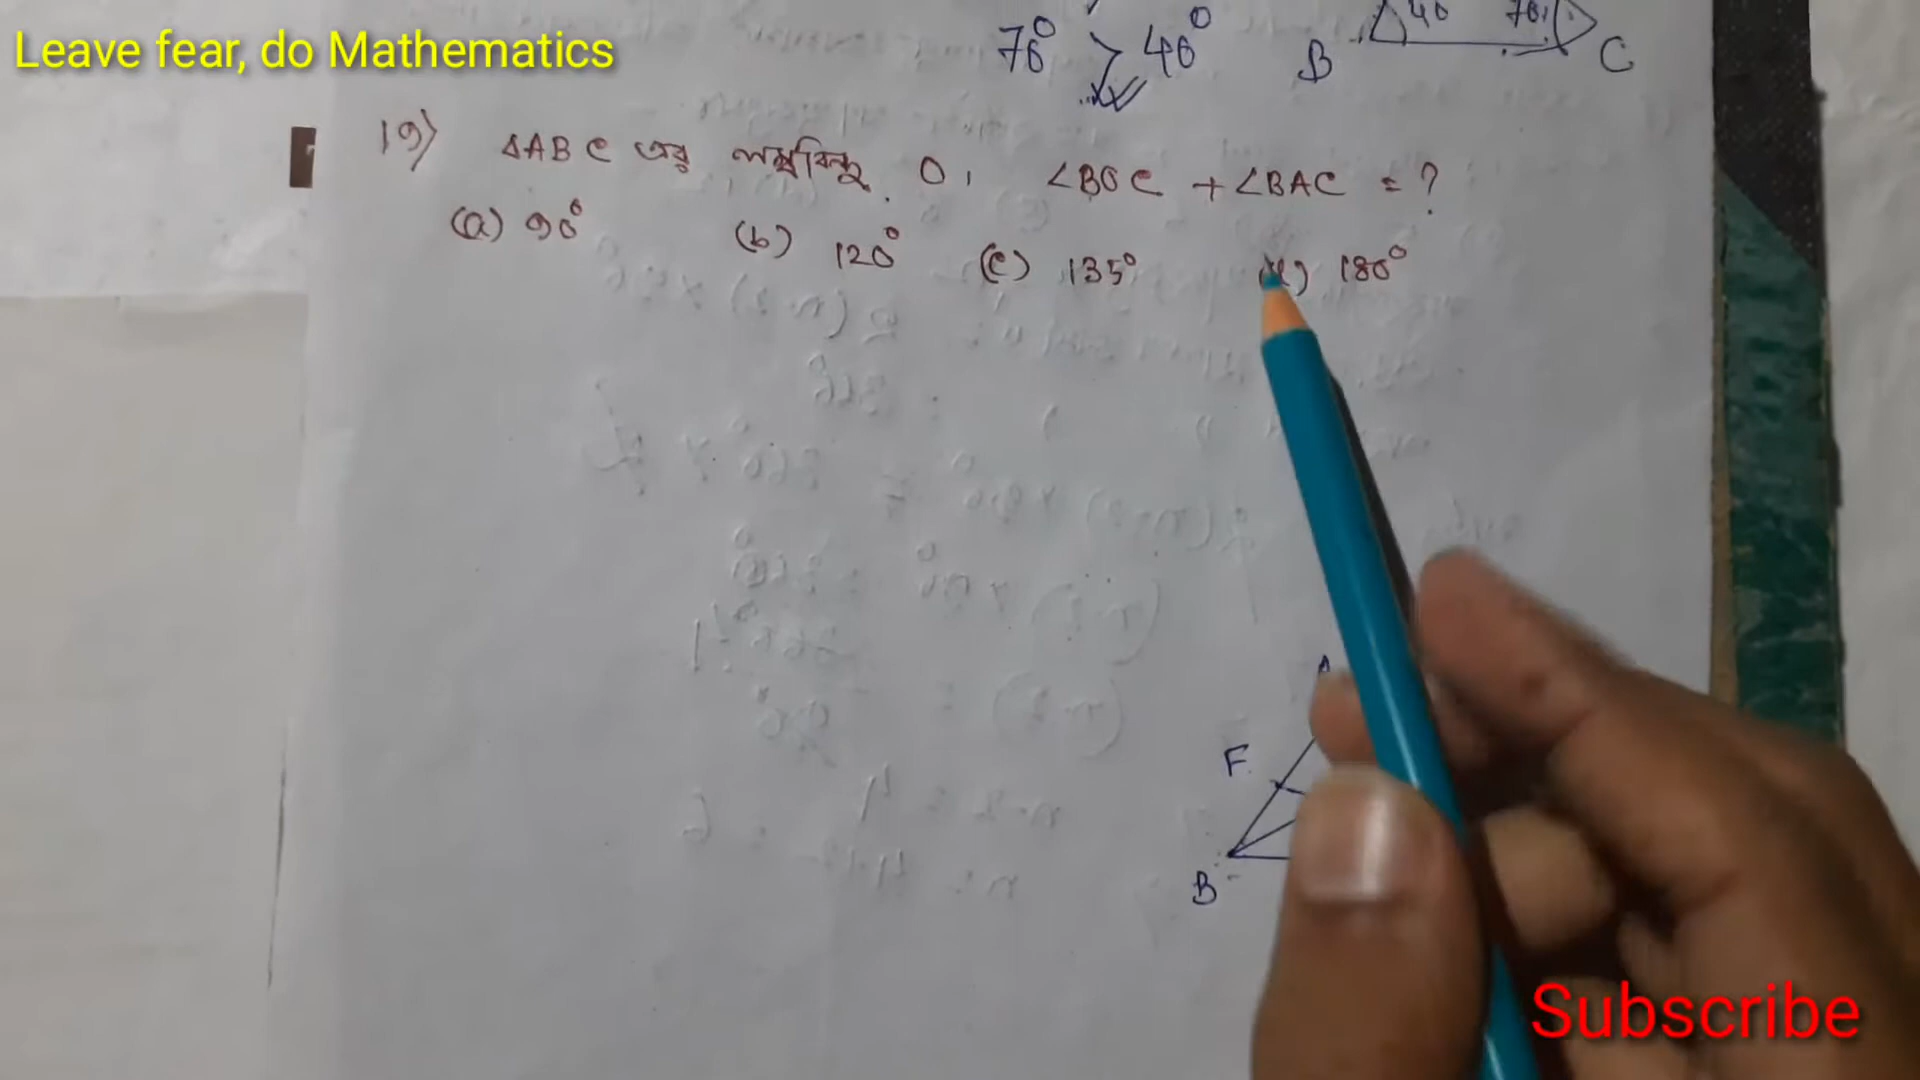 Leave fear, do Mathematics
70° > 40°
40 70
B C
19) ΔABC এর লম্ববিন্দু O, ∠BOC + ∠BAC = ?
(a) 90° (b) 120° (c) 135° (d) 180°
A
F
B
Subscribe